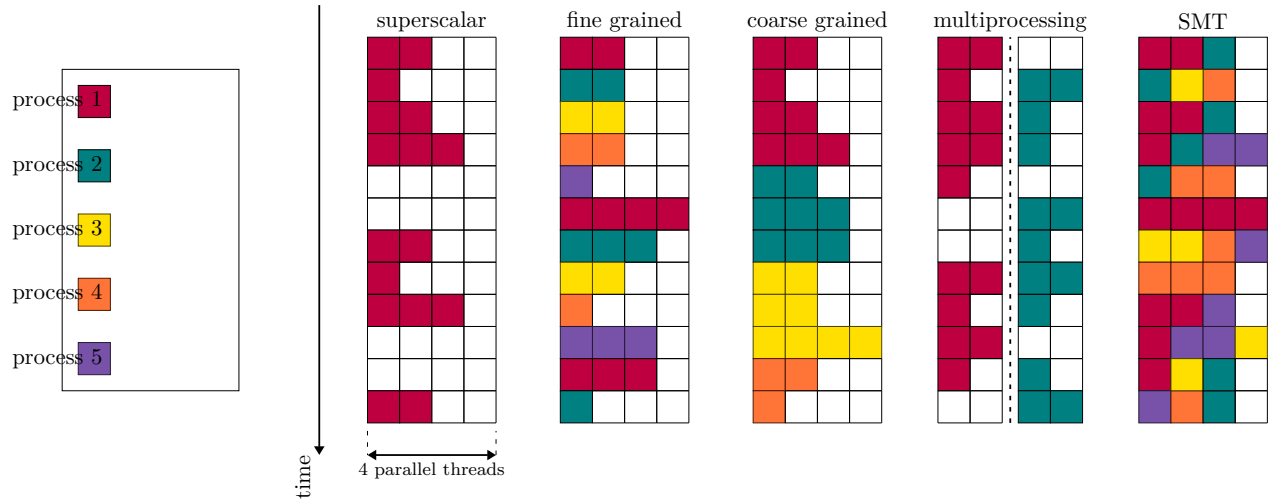 superscalar
fine grained
coarse grained
multiprocessing
SMT
process 1
process 2
process 3
process 4
process 5
time
4 parallel threads